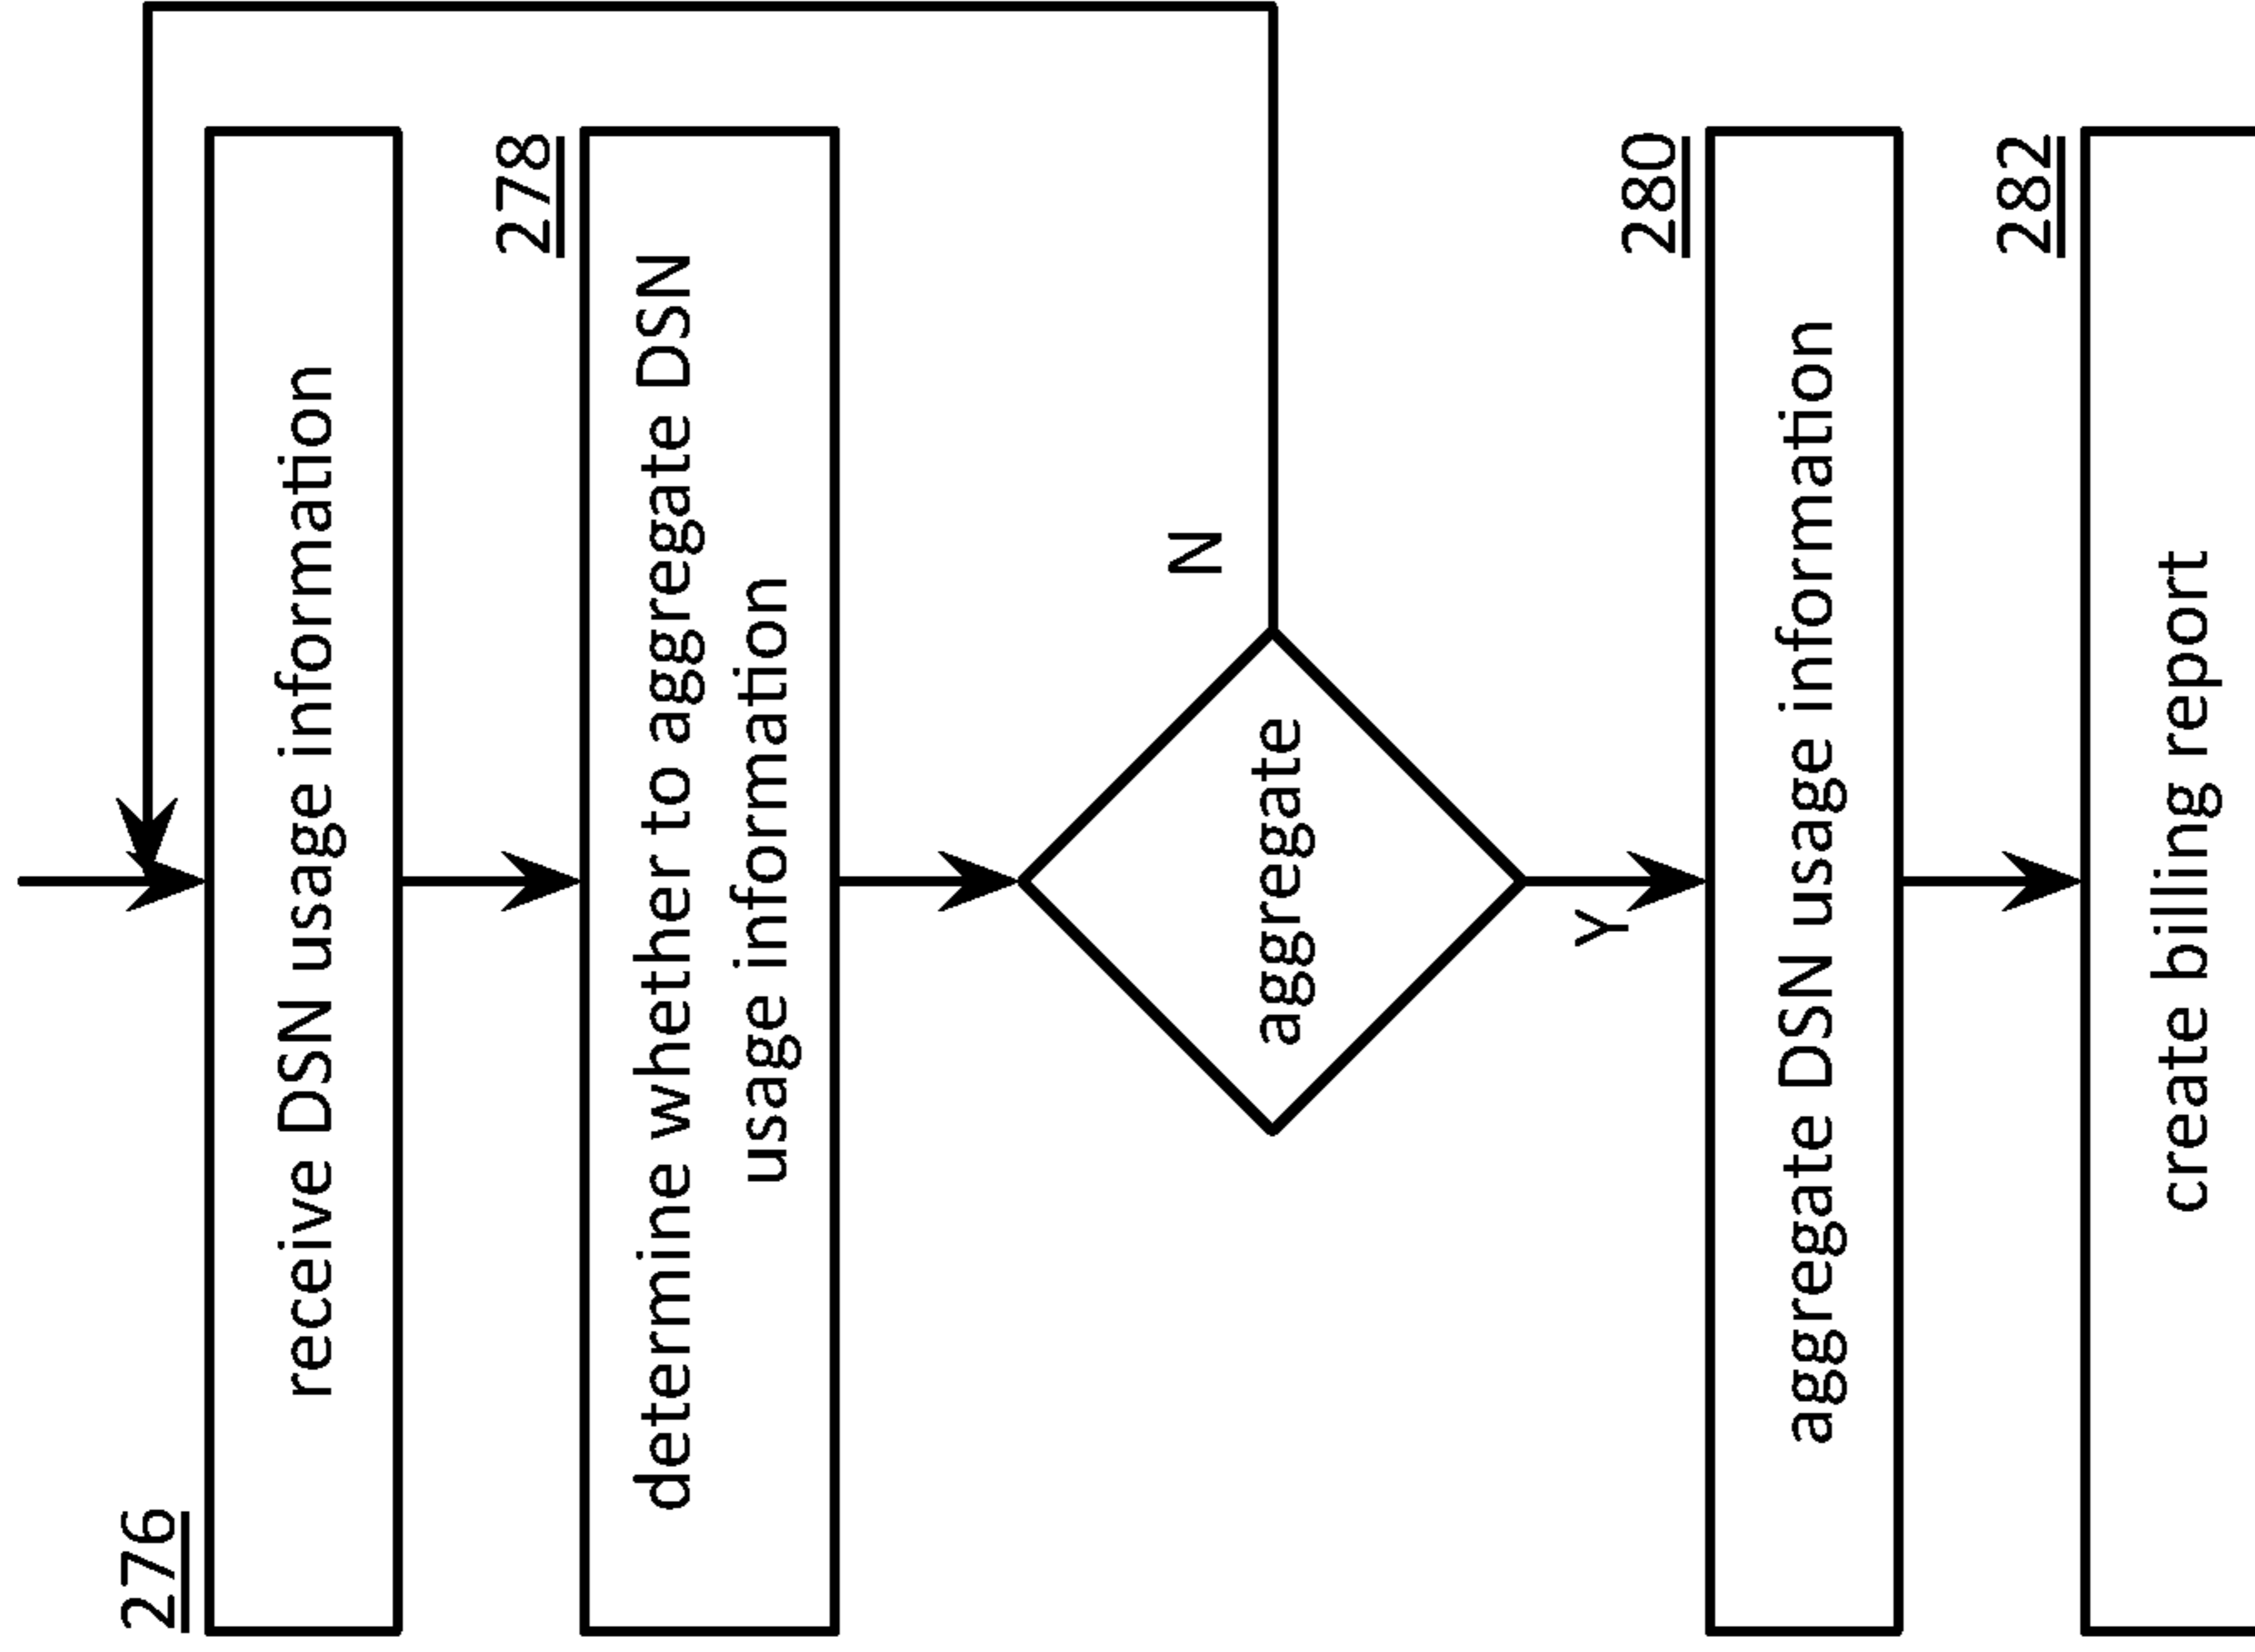 276
receive DSN usage information
278
determine whether to aggregate DSN
usage information
aggregate
N
Y
280
aggregate DSN usage information
282
create billing report